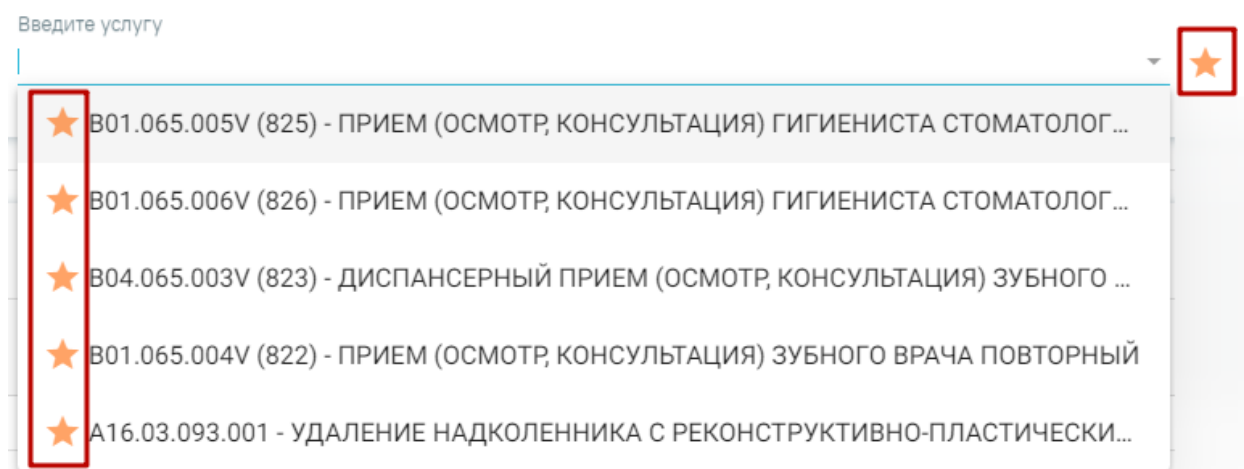 Введите услугу
B01.065.005V (825) - ПРИЕМ (ОСМОТР, КОНСУЛЬТАЦИЯ) ГИГИЕНИСТА СТОМАТОЛОГ...
B01.065.006V (826) - ПРИЕМ (ОСМОТР, КОНСУЛЬТАЦИЯ) ГИГИЕНИСТА СТОМАТОЛОГ...
B04.065.003V (823) - ДИСПАНСЕРНЫЙ ПРИЕМ (ОСМОТР, КОНСУЛЬТАЦИЯ) ЗУБНОГО ...
B01.065.004V (822) - ПРИЕМ (ОСМОТР, КОНСУЛЬТАЦИЯ) ЗУБНОГО ВРАЧА ПОВТОРНЫЙ
A16.03.093.001 - УДАЛЕНИЕ НАДКОЛЕННИКА С РЕКОНСТРУКТИВНО-ПЛАСТИЧЕСКИ...